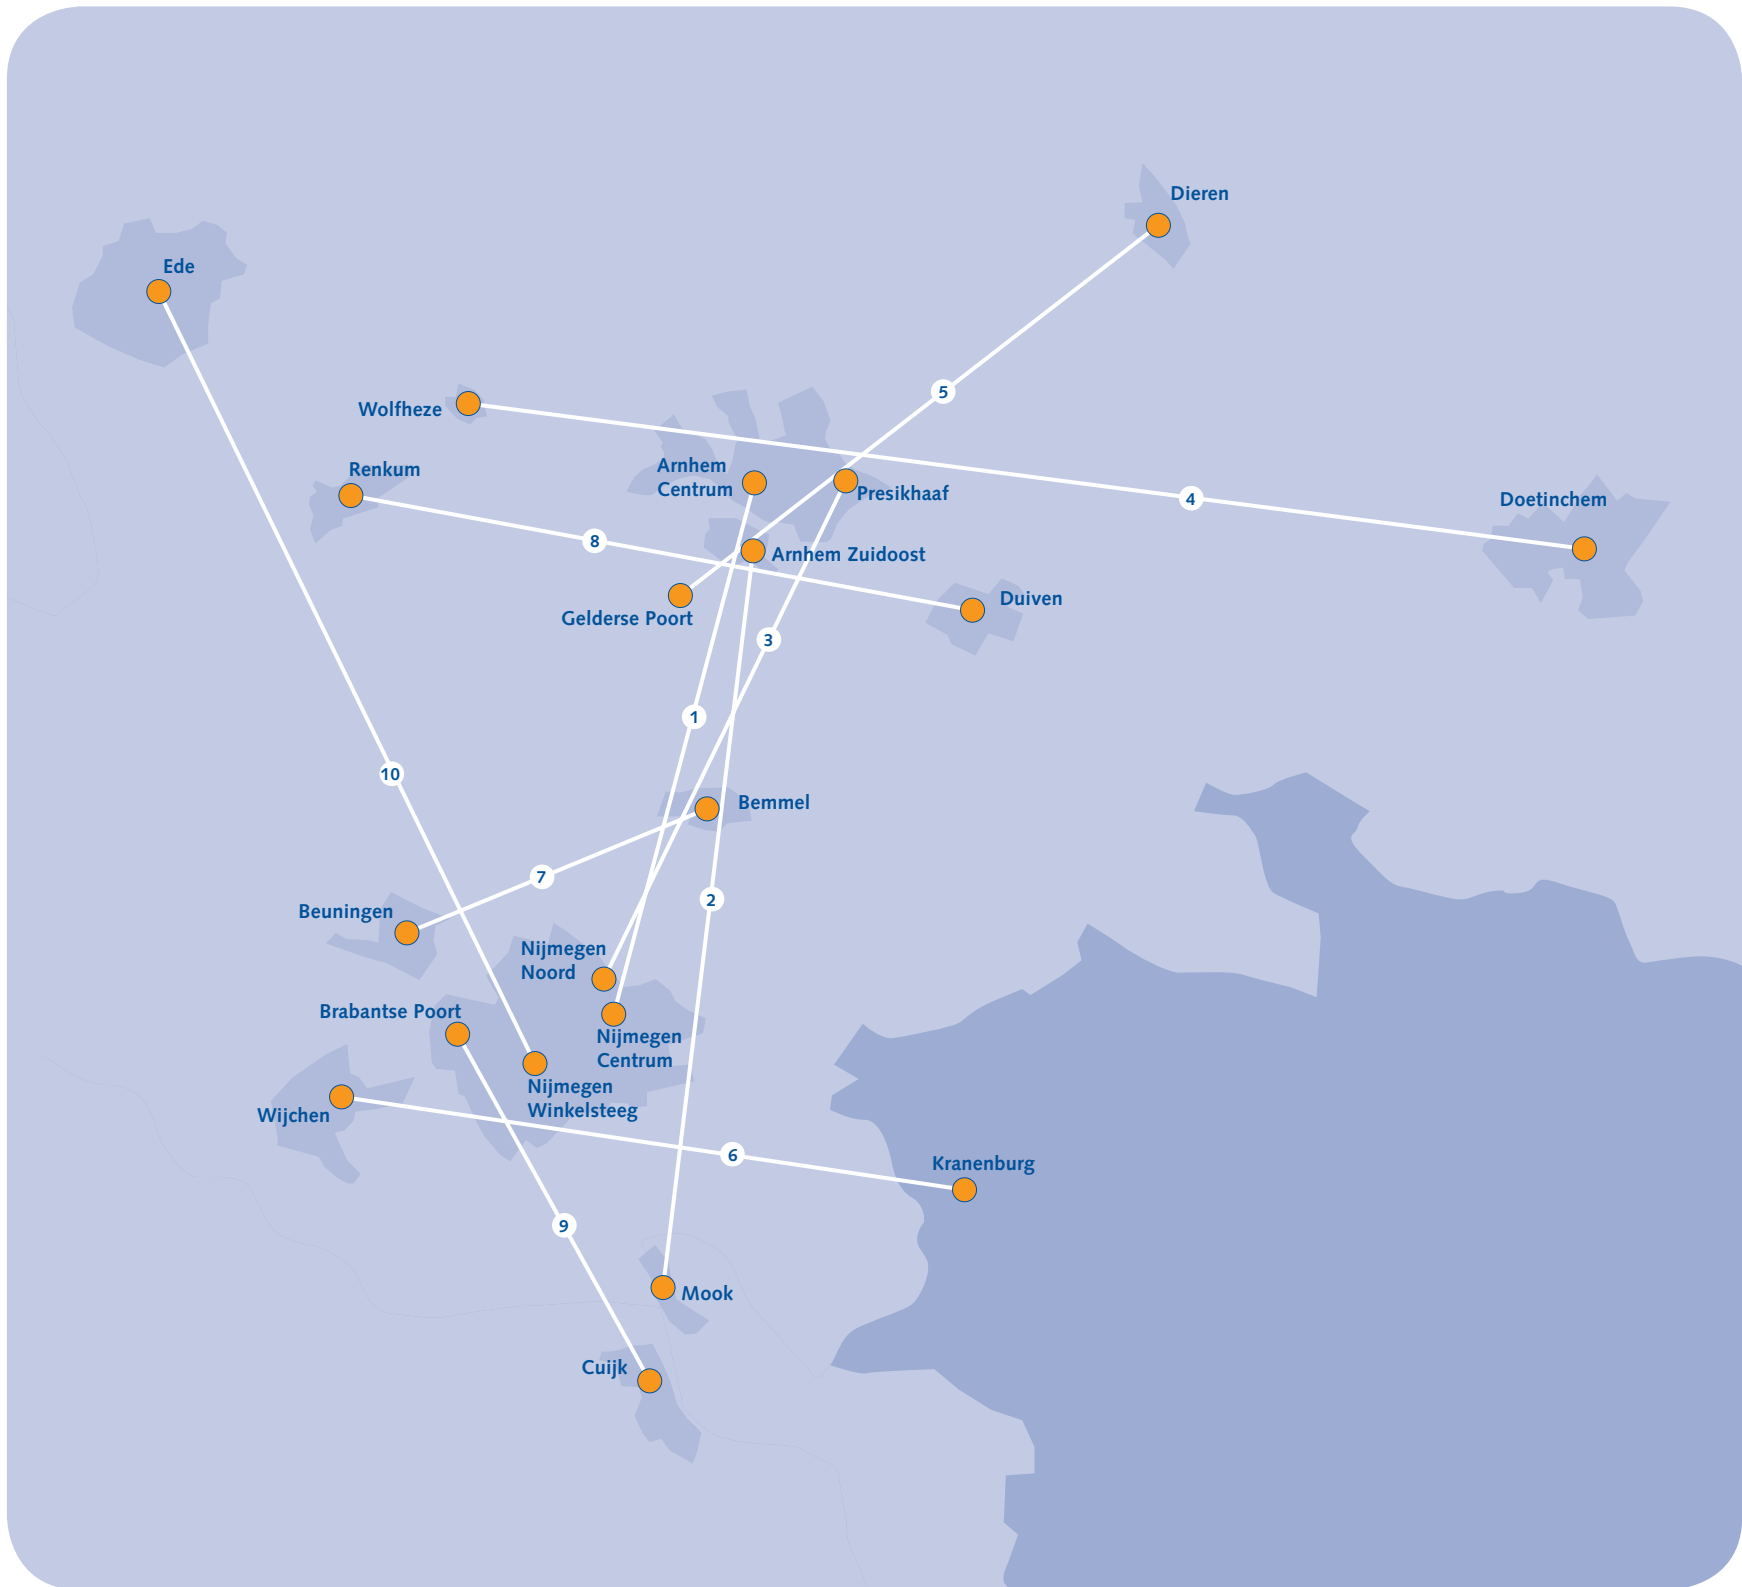 Dieren
Ede
5
Wolfheze
Arnhem
Centrum
Renkum
Presikhaaf
4
Doetinchem
8
Arnhem Zuidoost
Duiven
Gelderse Poort
3
1
10
Bemmel
7
2
Beuningen
Nijmegen
Noord
Brabantse Poort
Nijmegen
Centrum
Nijmegen
Winkelsteeg
Wijchen
6
Kranenburg
9
Mook
Cuijk